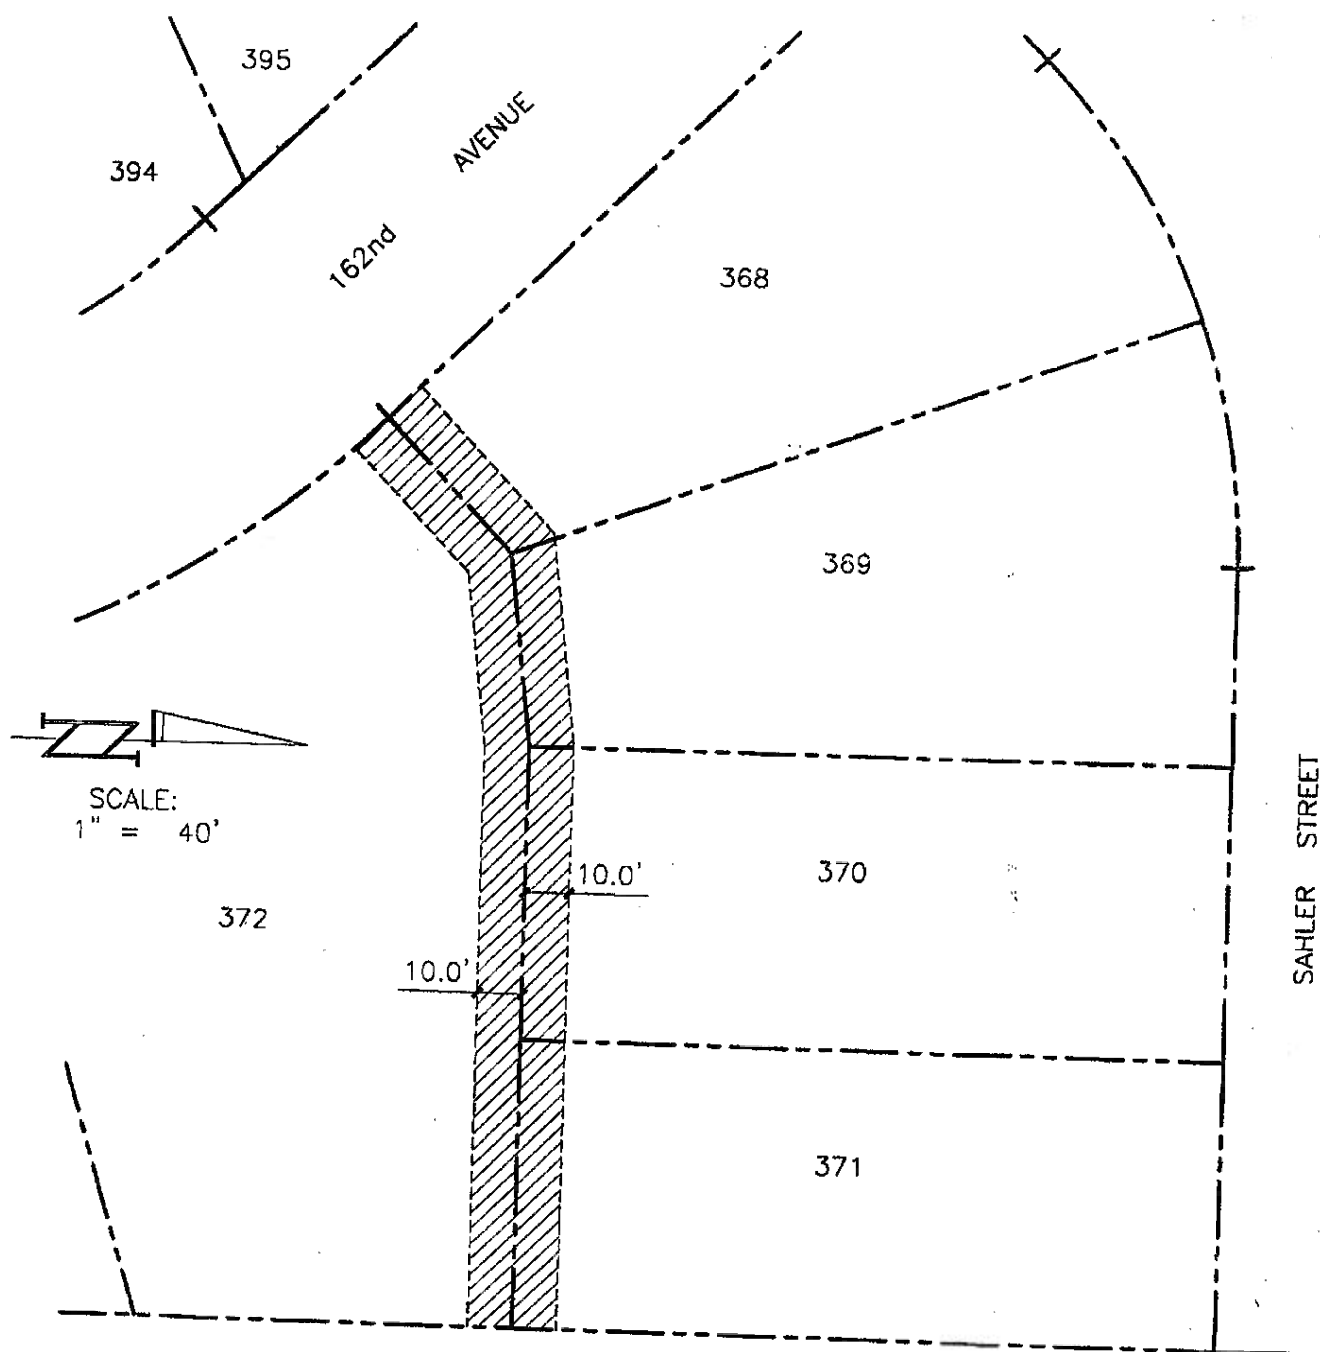 395
394
AVENUE
162nd
368
369
SCALE:
1" = 40'
370
10.0'
372
10.0'
371
SAHLER STREET